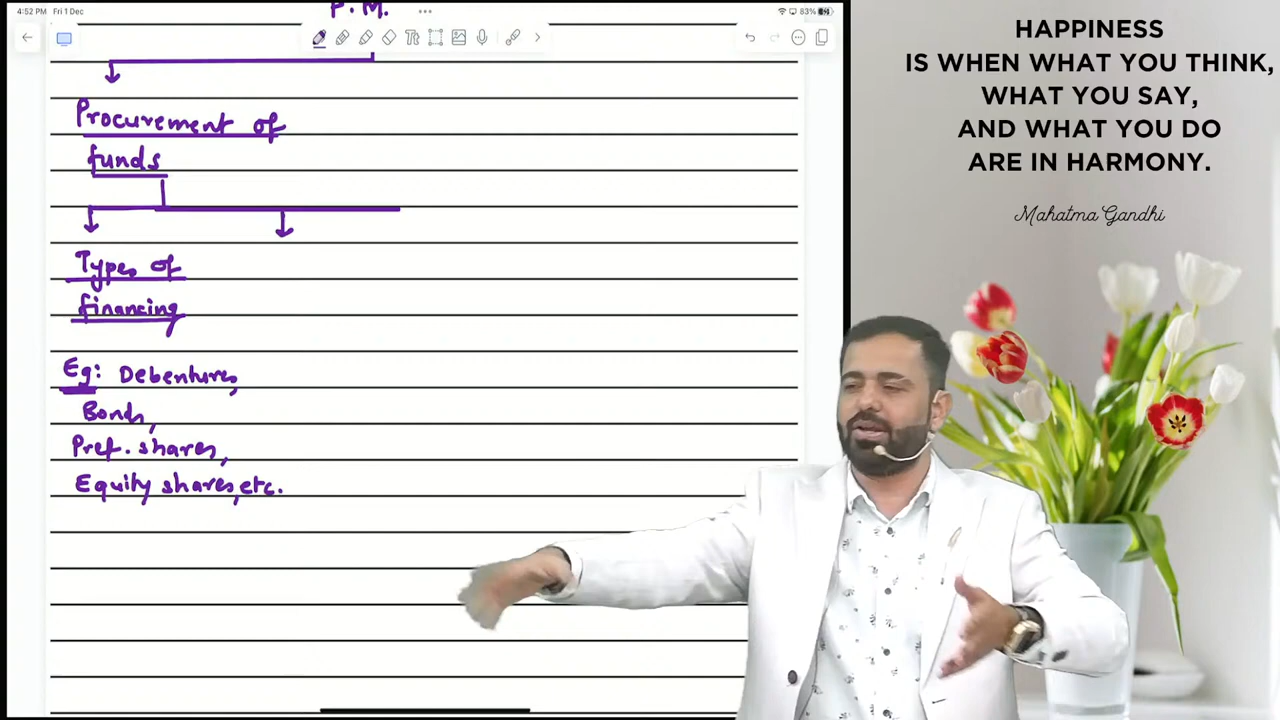 4:52 PM Fri 1 Dec
83%
F.M.
Procurement of
funds
Types of
financing
Eg: Debentures,
Bonds,
Pref. shares,
Equity shares, etc.
HAPPINESS
IS WHEN WHAT YOU THINK,
WHAT YOU SAY,
AND WHAT YOU DO
ARE IN HARMONY.
Mahatma Gandhi